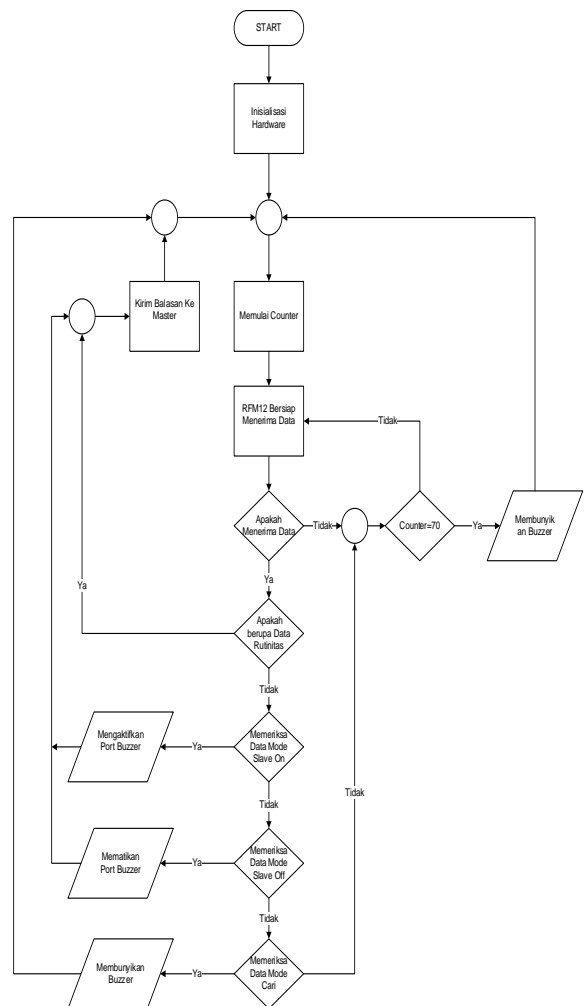 START
Inisialisasi
Hardware
Kirim Balasan Ke
Master
Memulai Counter
RFM12 Bersiap
Menerima Data
Tidak
Apakah
Menerima Data
Tidak
Counter=70
Ya
Membunyik
an Buzzer
Ya
Ya
Apakah
berupa Data
Rutinitas
Tidak
Mengaktifkan
Port Buzzer
Ya
Memeriksa
Data Mode
Slave On
Tidak
Tidak
Mematikan
Port Buzzer
Ya
Memeriksa
Data Mode
Slave Off
Tidak
Membunyikan
Buzzer
Ya
Memeriksa
Data Mode
Cari